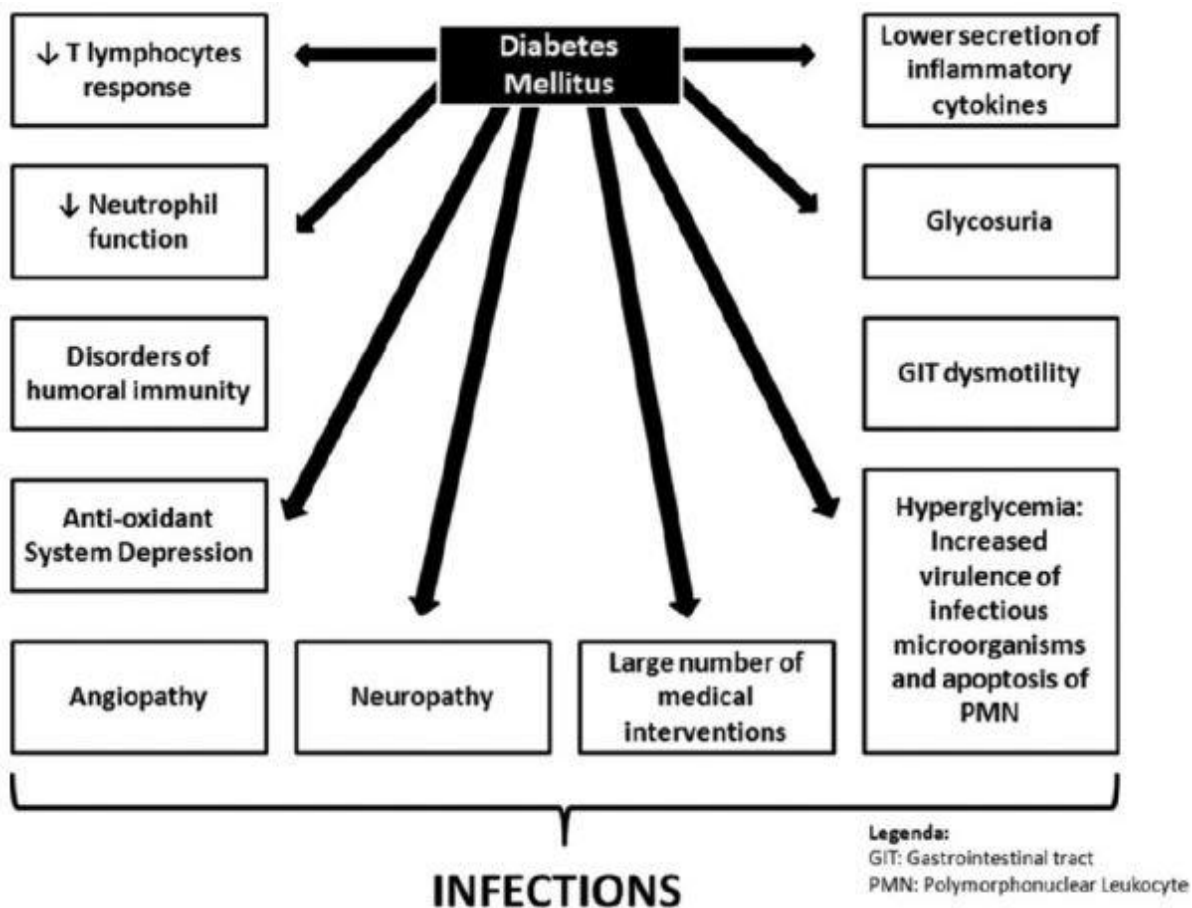 Diabetes
Mellitus
↓ T lymphocytes
response
Lower secretion of
inflammatory
cytokines
↓ Neutrophil
function
Glycosuria
Disorders of
humoral immunity
GIT dysmotility
Anti-oxidant
System Depression
Hyperglycemia:
Increased
virulence of
infectious
microorganisms
and apoptosis of
PMN
Angiopathy
Neuropathy
Large number of
medical
interventions
INFECTIONS
Legenda:
GIT: Gastrointestinal tract
PMN: Polymorphonuclear Leukocyte